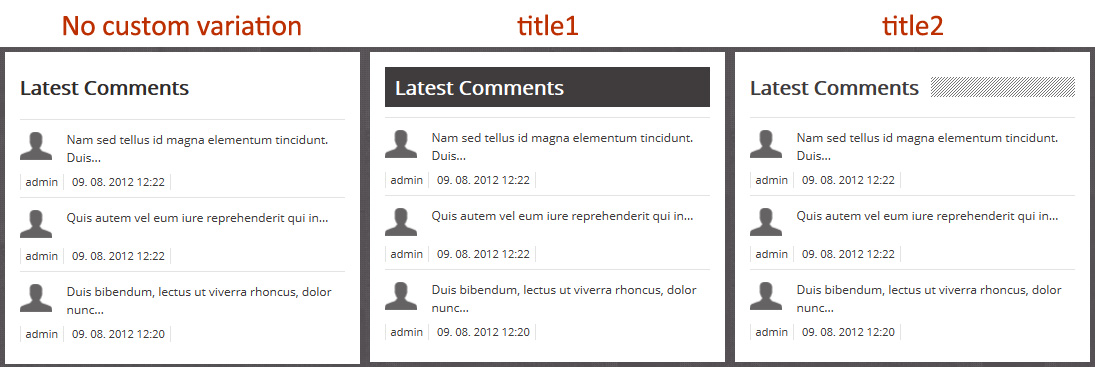 No custom variation
Latest Comments
Nam sed tellus id magna elementum tincidunt.
Duis...
admin 09. 08. 2012 12:22
Quis autem vel eum iure reprehenderit qui in...
admin 09. 08. 2012 12:22
Duis bibendum, lectus ut viverra rhoncus, dolor
nunc...
admin 09. 08. 2012 12:20
title1
Latest Comments
Nam sed tellus id magna elementum tincidunt.
Duis...
admin 09. 08. 2012 12:22
Quis autem vel eum iure reprehenderit qui in...
admin 09. 08. 2012 12:22
Duis bibendum, lectus ut viverra rhoncus, dolor
nunc...
admin 09. 08. 2012 12:20
title2
Latest Comments
Nam sed tellus id magna elementum tincidunt.
Duis...
admin 09. 08. 2012 12:22
Quis autem vel eum iure reprehenderit qui in...
admin 09. 08. 2012 12:22
Duis bibendum, lectus ut viverra rhoncus, dolor
nunc...
admin 09. 08. 2012 12:20